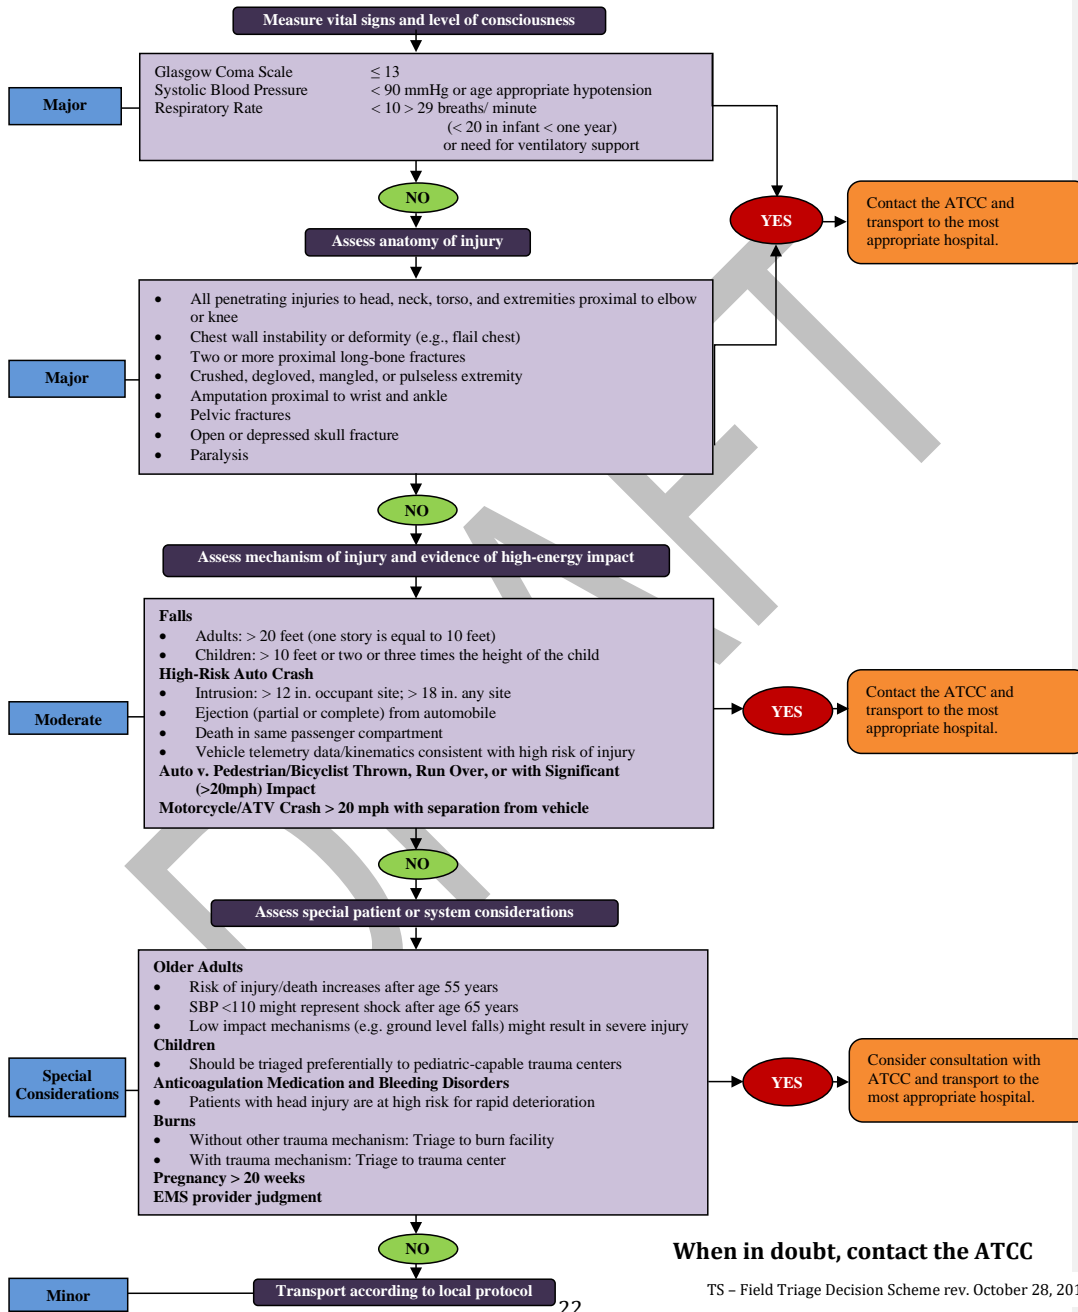 Measure vital signs and level of consciousness
Major
Glasgow Coma Scale ≤ 13
Systolic Blood Pressure < 90 mmHg or age appropriate hypotension
Respiratory Rate < 10 > 29 breaths/ minute
(< 20 in infant < one year)
or need for ventilatory support
NO
YES
Contact the ATCC and
transport to the most
appropriate hospital.
Assess anatomy of injury
Major
• All penetrating injuries to head, neck, torso, and extremities proximal to elbow
or knee
• Chest wall instability or deformity (e.g., flail chest)
• Two or more proximal long-bone fractures
• Crushed, degloved, mangled, or pulseless extremity
• Amputation proximal to wrist and ankle
• Pelvic fractures
• Open or depressed skull fracture
• Paralysis
NO
Assess mechanism of injury and evidence of high-energy impact
Moderate
Falls
• Adults: > 20 feet (one story is equal to 10 feet)
• Children: > 10 feet or two or three times the height of the child
High-Risk Auto Crash
• Intrusion: > 12 in. occupant site; > 18 in. any site
• Ejection (partial or complete) from automobile
• Death in same passenger compartment
• Vehicle telemetry data/kinematics consistent with high risk of injury
Auto v. Pedestrian/Bicyclist Thrown, Run Over, or with Significant
(>20mph) Impact
Motorcycle/ATV Crash > 20 mph with separation from vehicle
YES
Contact the ATCC and
transport to the most
appropriate hospital.
NO
Assess special patient or system considerations
Special
Considerations
Older Adults
• Risk of injury/death increases after age 55 years
• SBP <110 might represent shock after age 65 years
• Low impact mechanisms (e.g. ground level falls) might result in severe injury
Children
• Should be triaged preferentially to pediatric-capable trauma centers
Anticoagulation Medication and Bleeding Disorders
• Patients with head injury are at high risk for rapid deterioration
Burns
• Without other trauma mechanism: Triage to burn facility
• With trauma mechanism: Triage to trauma center
Pregnancy > 20 weeks
EMS provider judgment
YES
Consider consultation with
ATCC and transport to the
most appropriate hospital.
NO
When in doubt, contact the ATCC
Minor
Transport according to local protocol
22
TS – Field Triage Decision Scheme rev. October 28, 201
DRAFT